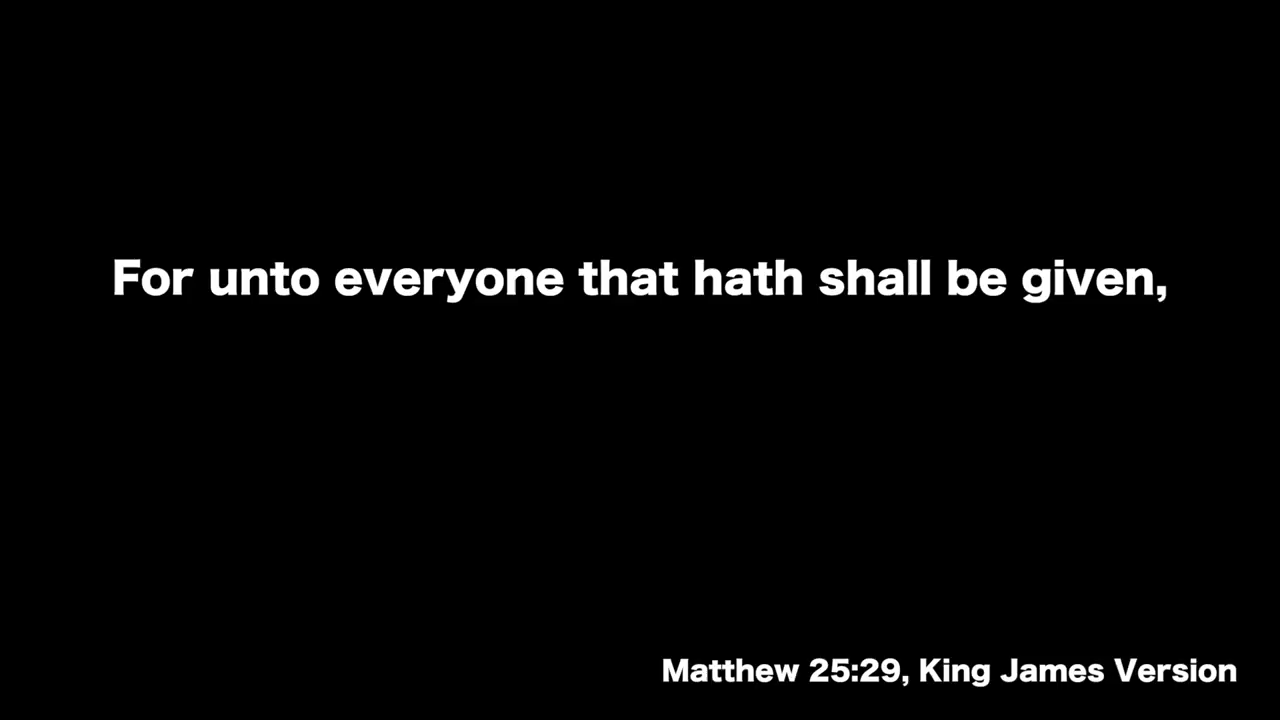 For unto everyone that hath shall be given,
Matthew 25:29, King James Version